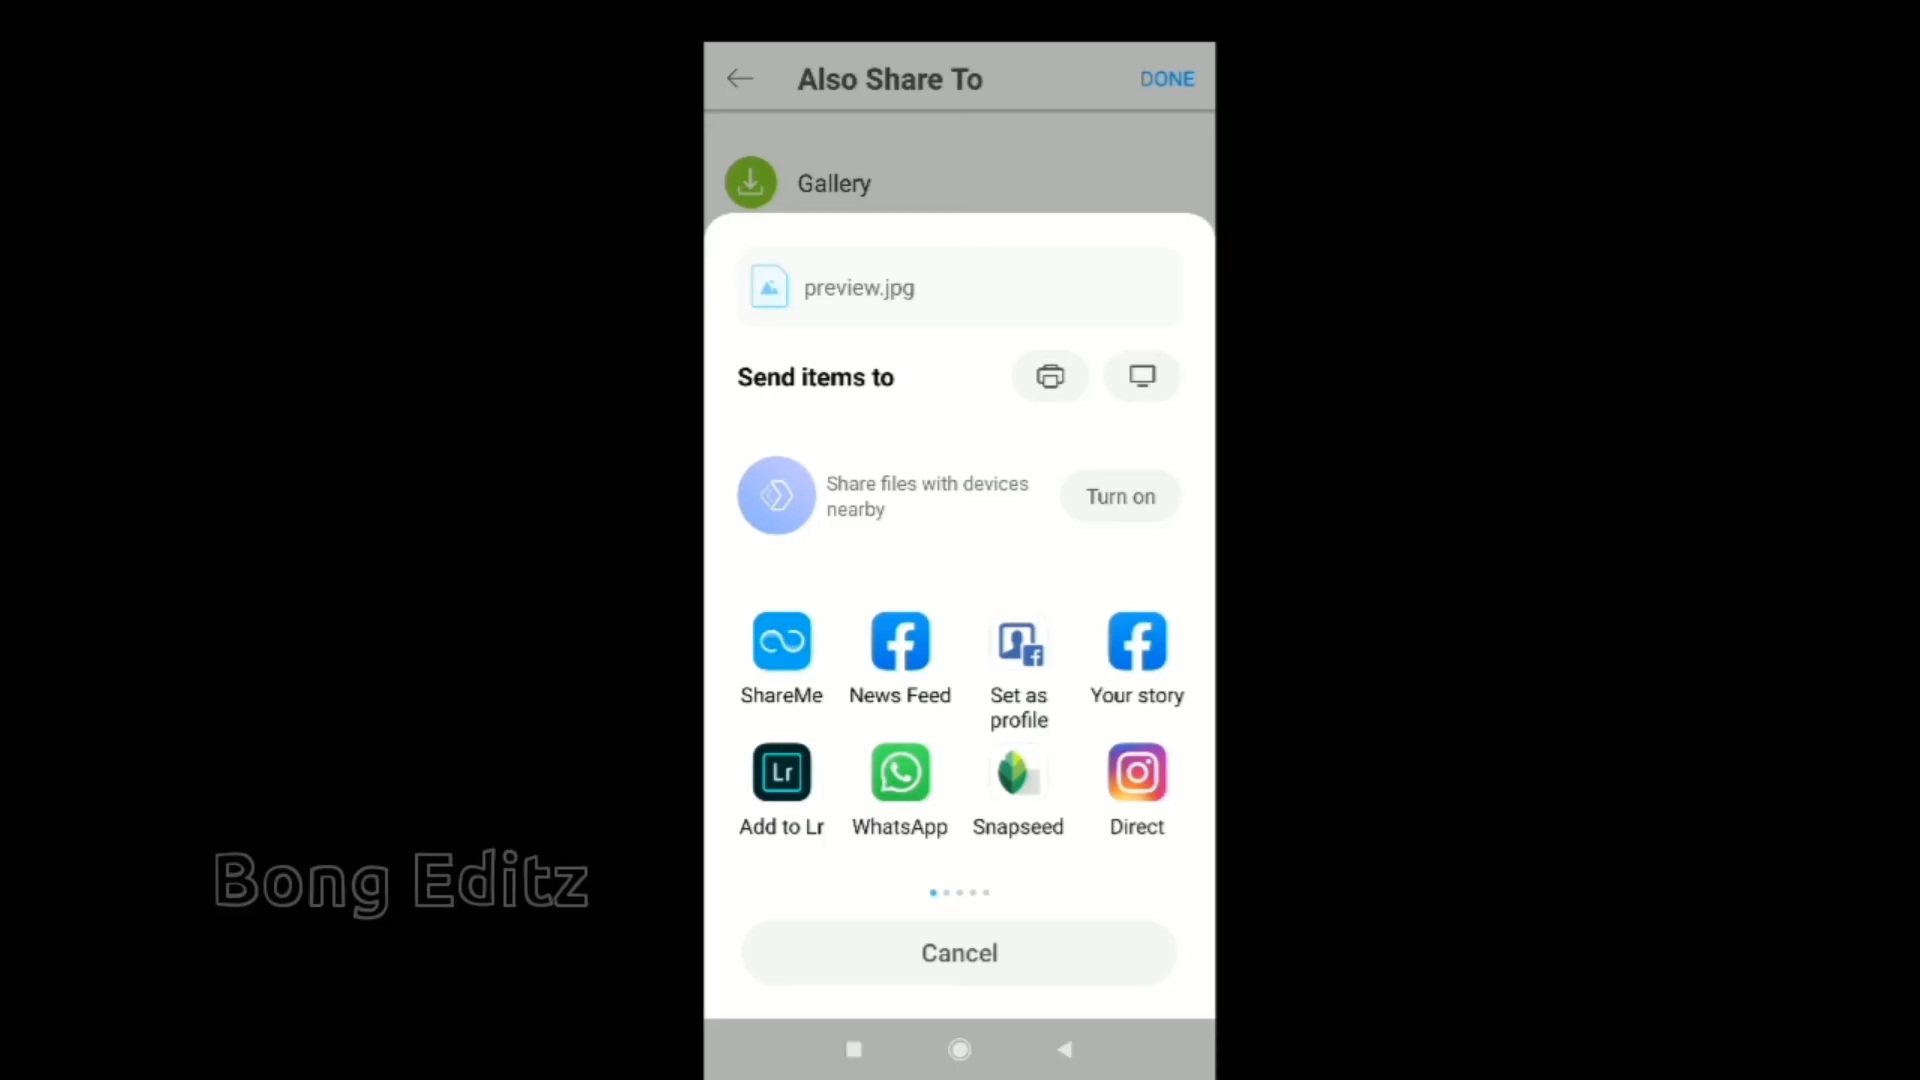 Also Share To
DONE
Gallery
preview.jpg
Send items to
Share files with devices
nearby
Turn on
ShareMe
News Feed
Set as
profile
Your story
Lr
Add to Lr
WhatsApp
Snapseed
Direct
Bong Editz
Cancel